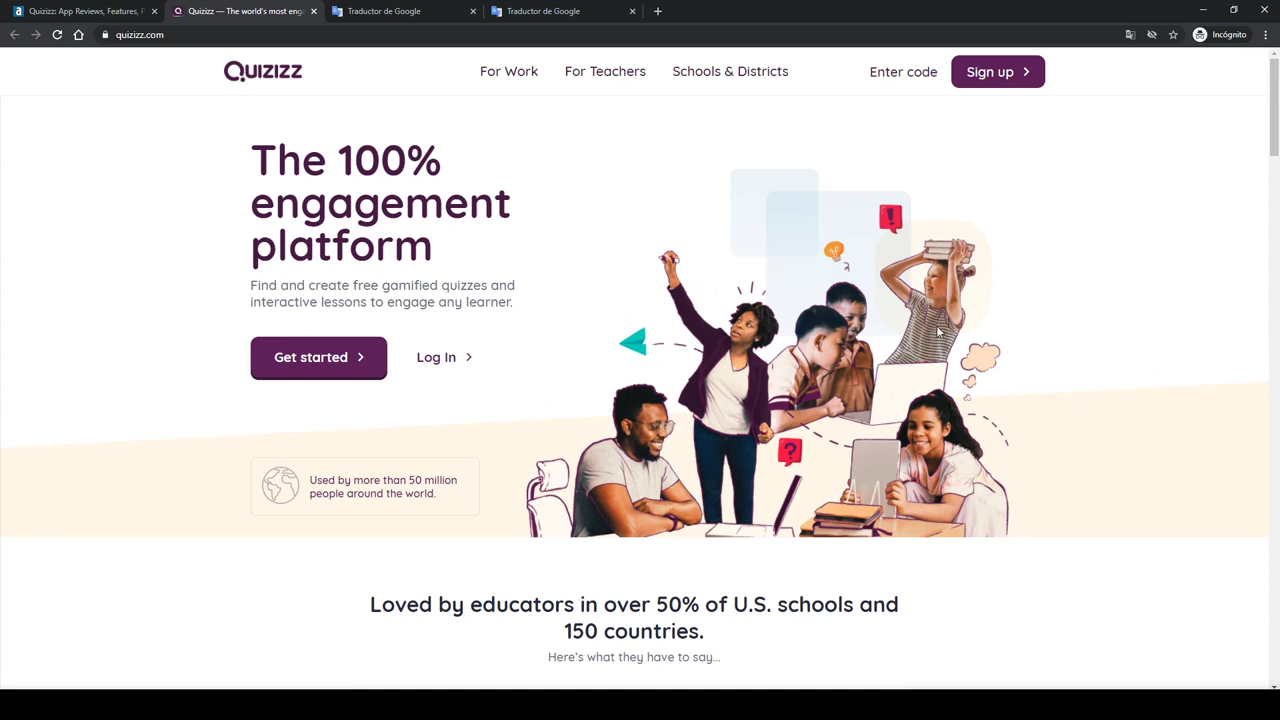 Quizizz: App Reviews, Features, P
Quizizz — The world's most eng
Traductor de Google
Traductor de Google
quizizz.com
Incógnito
QUIZIZZ
For Work
For Teachers
Schools & Districts
Enter code
Sign up
The 100%
engagement
platform
Find and create free gamified quizzes and
interactive lessons to engage any learner.
Get started
Log In
Used by more than 50 million
people around the world.
Loved by educators in over 50% of U.S. schools and
150 countries.
Here's what they have to say...